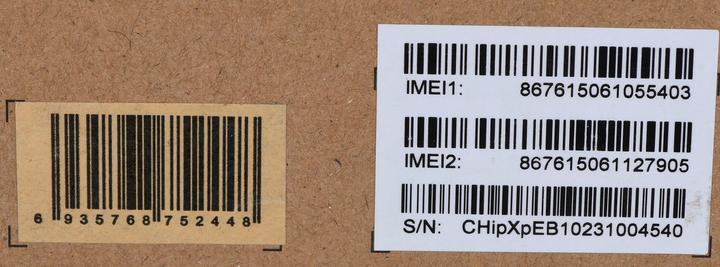 6 935768 752448
IMEI1: 867615061055403
IMEI2: 867615061127905
S/N: CHipXpEB10231004540